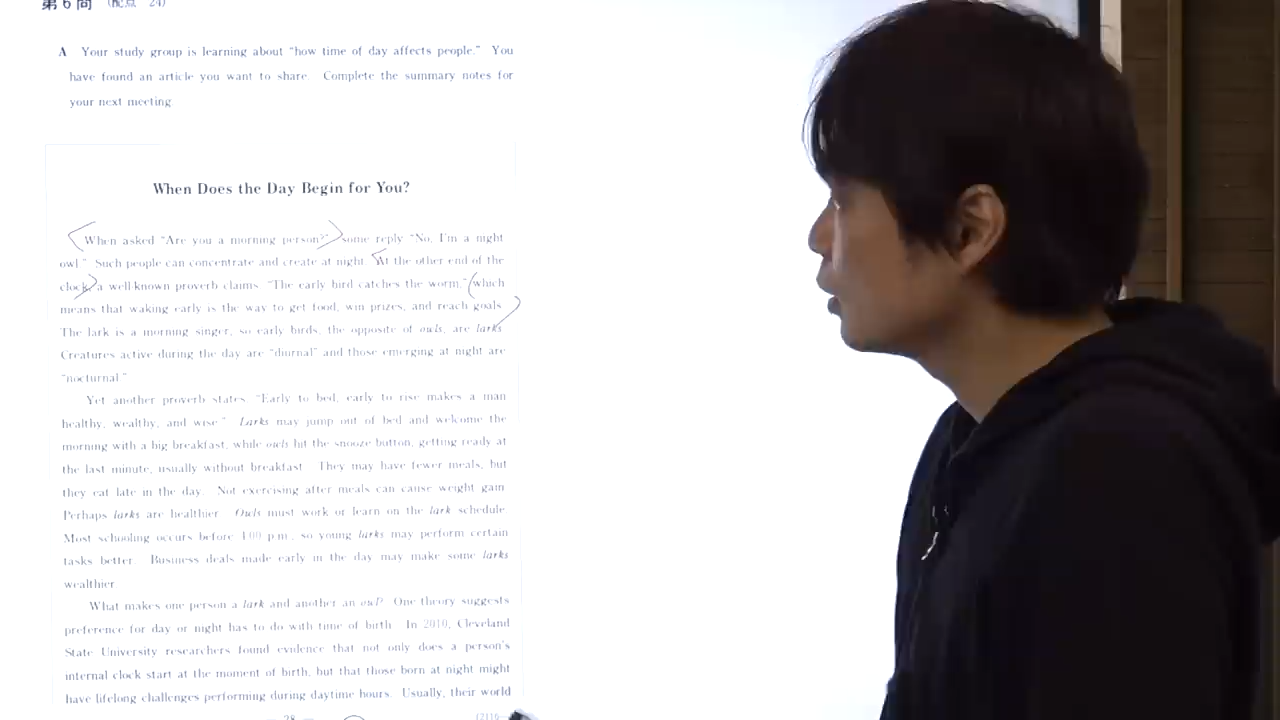 第6問 (配点 24)
A Your study group is learning about “how time of day affects people.” You
have found an article you want to share. Complete the summary notes for
your next meeting.
When Does the Day Begin for You?
When asked “Are you a morning person?” some reply “No, I’m a night
owl.” Such people can concentrate and create at night. At the other end of the
clock, a well-known proverb claims: “The early bird catches the worm,” which
means that waking early is the way to get food, win prizes, and reach goals.
The lark is a morning singer, so early birds, the opposite of owls, are larks.
Creatures active during the day are “diurnal” and those emerging at night are
“nocturnal.”
Yet another proverb states: “Early to bed, early to rise makes a man
healthy, wealthy, and wise.” Larks may jump out of bed and welcome the
morning with a big breakfast, while owls hit the snooze button, getting ready at
the last minute, usually without breakfast. They may have fewer meals, but
they eat late in the day. Not exercising after meals can cause weight gain.
Perhaps larks are healthier. Owls must work or learn on the lark schedule.
Most schooling occurs before 4:00 p.m., so young larks may perform certain
tasks better. Business deals made early in the day may make some larks
wealthier.
What makes one person a lark and another an owl? One theory suggests
preference for day or night has to do with time of birth. In 2010, Cleveland
State University researchers found evidence that not only does a person’s
internal clock start at the moment of birth, but that those born at night might
have lifelong challenges performing during daytime hours. Usually, their world
— 28 —